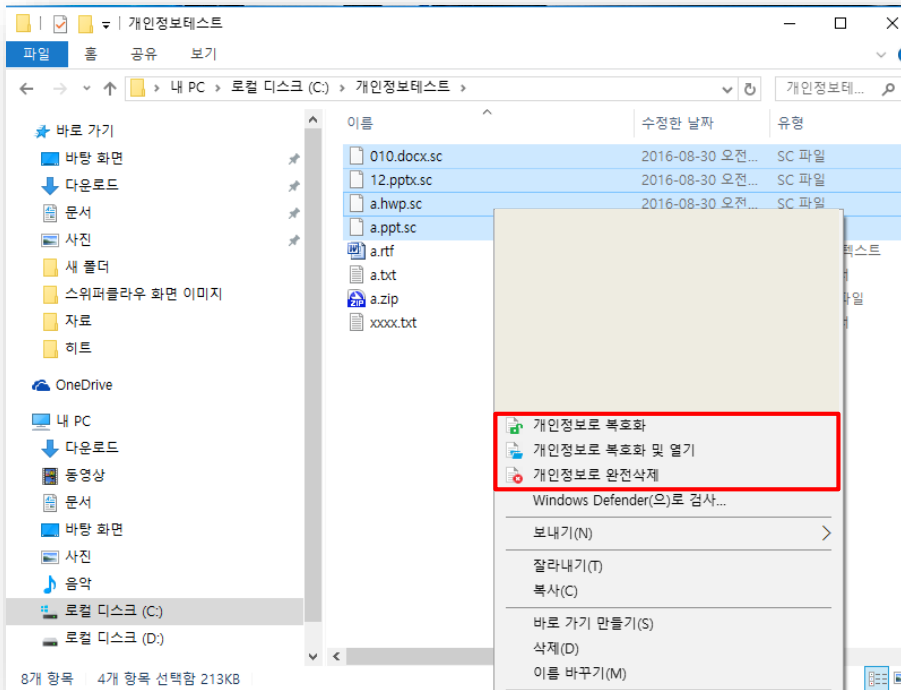 개인정보테스트
파일 홈 공유 보기
내 PC > 로컬 디스크 (C:) > 개인정보테스트 >
개인정보테...
이름 수정한 날짜 유형
바로 가기
바탕 화면
다운로드
문서
사진
새 폴더
스위퍼클라우 화면 이미지
자료
히트
OneDrive
내 PC
다운로드
동영상
문서
바탕 화면
사진
음악
로컬 디스크 (C:)
로컬 디스크 (D:)
010.docx.sc 2016-08-30 오전... SC 파일
12.pptx.sc 2016-08-30 오전... SC 파일
a.hwp.sc 2016-08-30 오전... SC 파일
a.ppt.sc
a.rtf
a.txt
a.zip
xxxx.txt
개인정보로 복호화
개인정보로 복호화 및 열기
개인정보로 완전삭제
Windows Defender(으)로 검사...
보내기(N)
잘라내기(T)
복사(C)
바로 가기 만들기(S)
삭제(D)
이름 바꾸기(M)
8개 항목 4개 항목 선택함 213KB